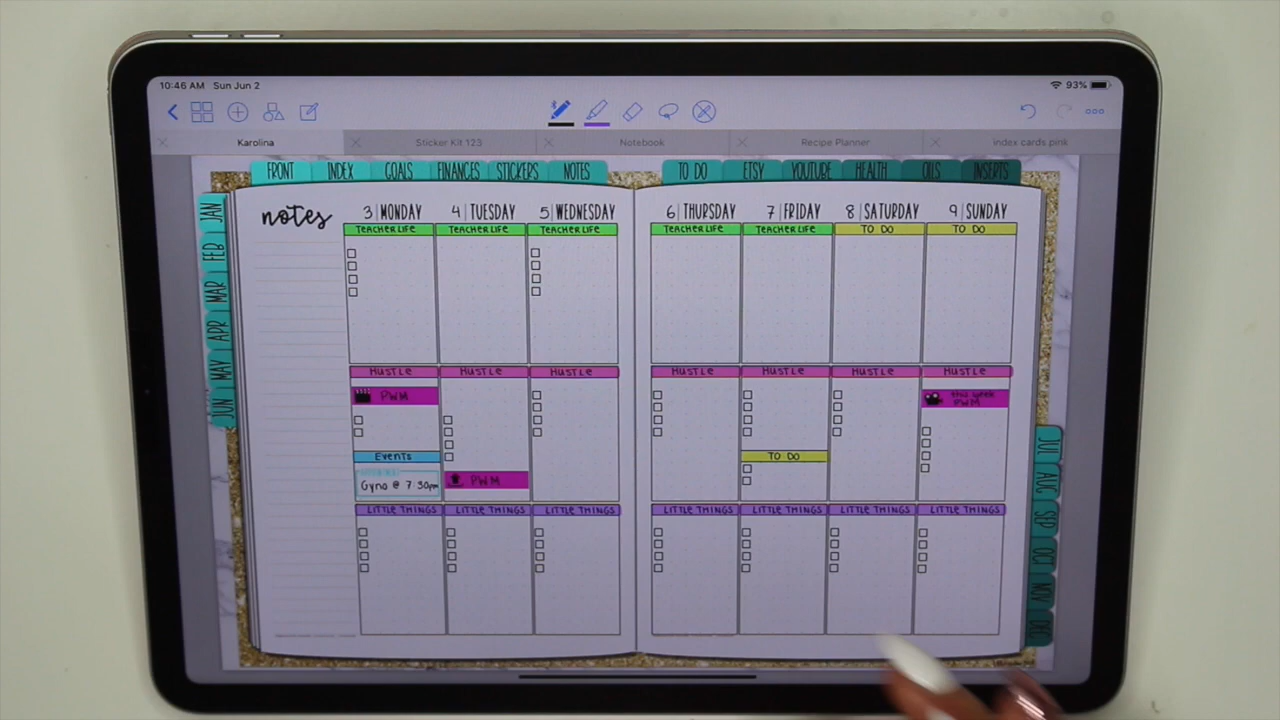 10:46 AM Sun Jun 2
93%
Karolina
Sticker Kit 123
Notebook
Recipe Planner
index cards pink
FRONT INDEX GOALS FINANCES STICKERS NOTES
TO DO ETSY YOUTUBE HEALTH OILS INSERTS
JAN
FEB
MAR
APR
MAY
JUN
notes
3 | MONDAY 4 | TUESDAY 5 | WEDNESDAY
6 | THURSDAY 7 | FRIDAY 8 | SATURDAY 9 | SUNDAY
TEACHER LIFE TEACHER LIFE TEACHER LIFE
TEACHER LIFE TEACHER LIFE TO DO TO DO
HUSTLE HUSTLE HUSTLE
HUSTLE HUSTLE HUSTLE HUSTLE
PWM
this week
PWM
Events
TO DO
Gyno @ 7 30pm
PWM
LITTLE THINGS LITTLE THINGS LITTLE THINGS
LITTLE THINGS LITTLE THINGS LITTLE THINGS LITTLE THINGS
JUL
AUG
SEP
OCT
NOV
DEC